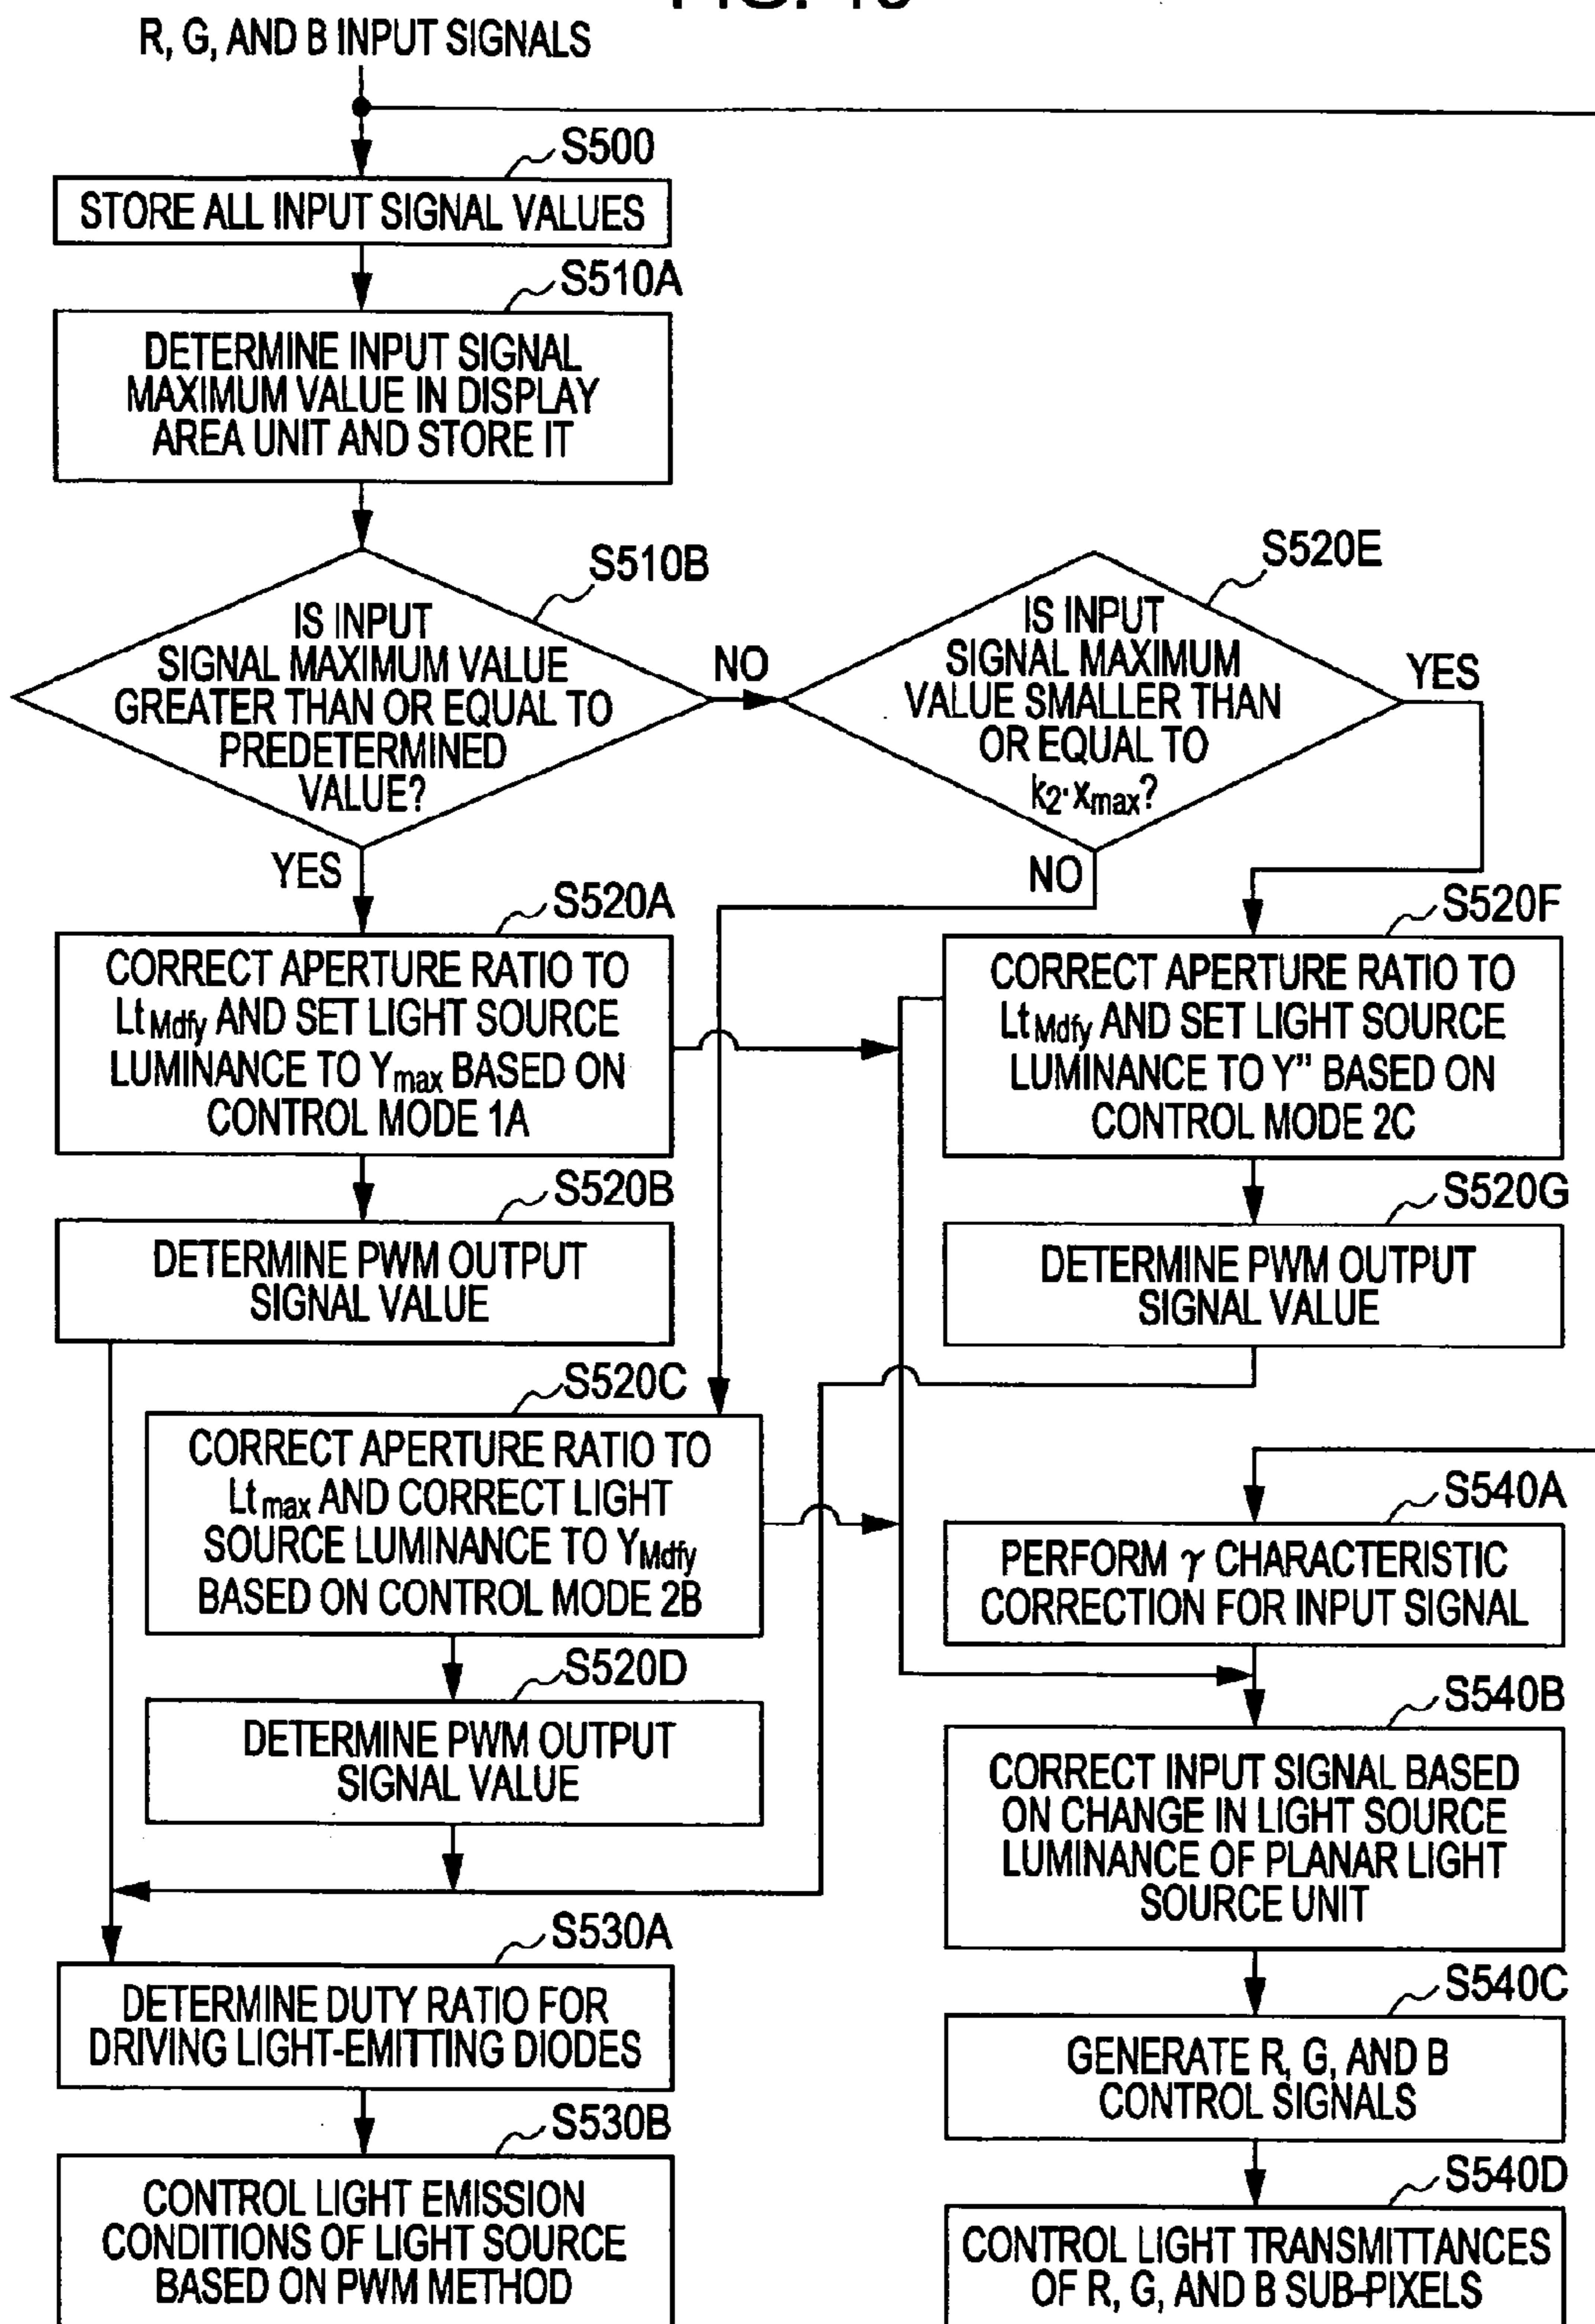 R, G, AND B INPUT SIGNALS
S500
STORE ALL INPUT SIGNAL VALUES
S510A
DETERMINE INPUT SIGNAL
MAXIMUM VALUE IN DISPLAY
AREA UNIT AND STORE IT
S510B
IS INPUT
SIGNAL MAXIMUM VALUE
GREATER THAN OR EQUAL TO
PREDETERMINED
VALUE?
NO
YES
S520E
IS INPUT
SIGNAL MAXIMUM
VALUE SMALLER THAN
OR EQUAL TO
k2·xmax?
YES
NO
S520A
CORRECT APERTURE RATIO TO
LtMdfy AND SET LIGHT SOURCE
LUMINANCE TO Ymax BASED ON
CONTROL MODE 1A
S520F
CORRECT APERTURE RATIO TO
LtMdfy AND SET LIGHT SOURCE
LUMINANCE TO Y” BASED ON
CONTROL MODE 2C
S520B
DETERMINE PWM OUTPUT
SIGNAL VALUE
S520G
DETERMINE PWM OUTPUT
SIGNAL VALUE
S520C
CORRECT APERTURE RATIO TO
Ltmax AND CORRECT LIGHT
SOURCE LUMINANCE TO YMdfy
BASED ON CONTROL MODE 2B
S520D
DETERMINE PWM OUTPUT
SIGNAL VALUE
S540A
PERFORM γ CHARACTERISTIC
CORRECTION FOR INPUT SIGNAL
S540B
CORRECT INPUT SIGNAL BASED
ON CHANGE IN LIGHT SOURCE
LUMINANCE OF PLANAR LIGHT
SOURCE UNIT
S530A
DETERMINE DUTY RATIO FOR
DRIVING LIGHT-EMITTING DIODES
S540C
GENERATE R, G, AND B
CONTROL SIGNALS
S530B
CONTROL LIGHT EMISSION
CONDITIONS OF LIGHT SOURCE
BASED ON PWM METHOD
S540D
CONTROL LIGHT TRANSMITTANCES
OF R, G, AND B SUB-PIXELS